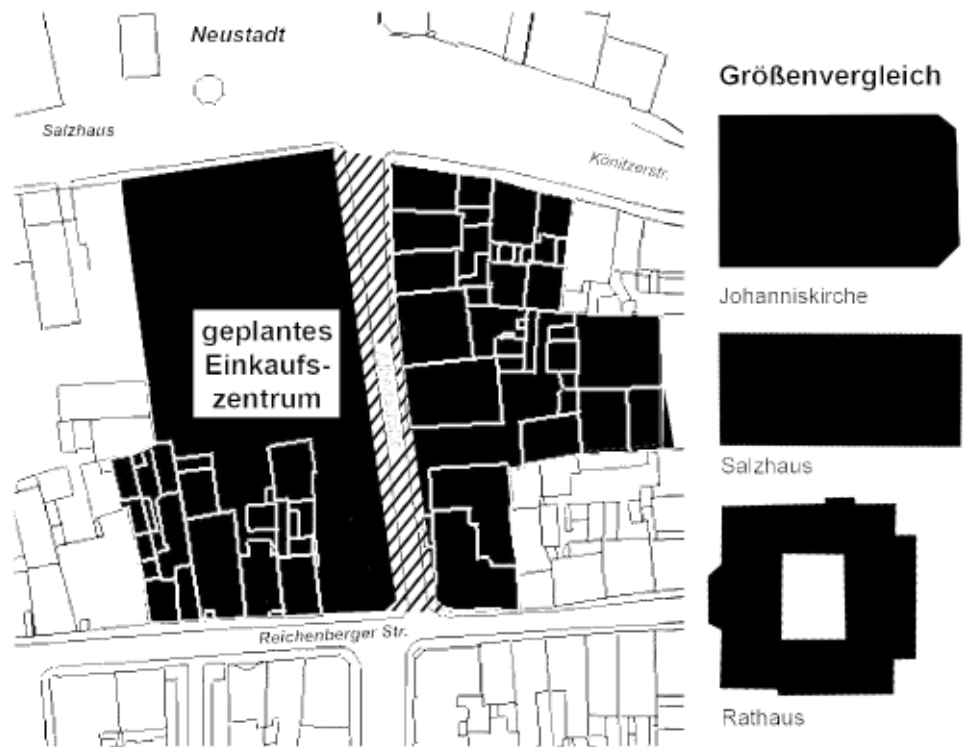 Neustadt
Größenvergleich
Salzhaus
Könitzerstr.
Johanniskirche
geplantes
Einkaufs-
zentrum
Salzhaus
Reichenberger Str.
Rathaus